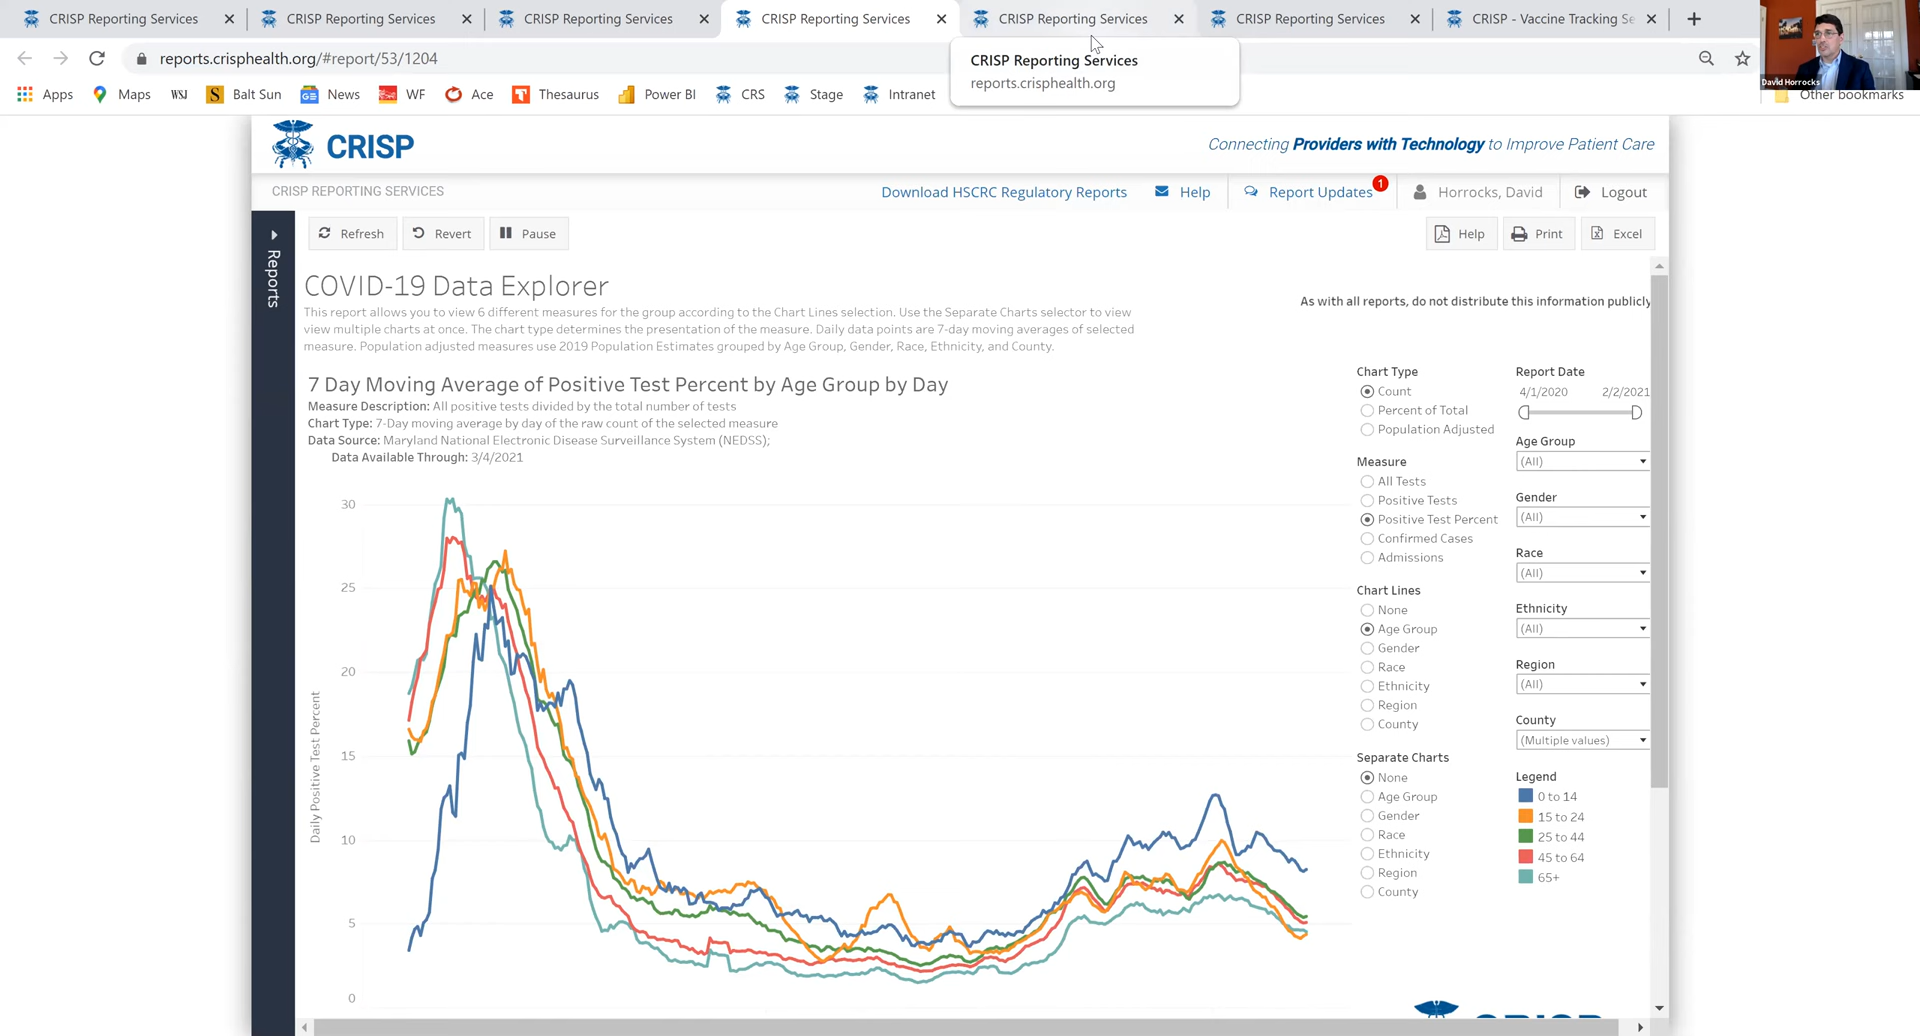 CRISP Reporting Services
CRISP Reporting Services
CRISP Reporting Services
CRISP Reporting Services
CRISP Reporting Services
CRISP Reporting Services
CRISP - Vaccine Tracking Se
reports.crisphealth.org/#report/53/1204
CRISP Reporting Services
reports.crisphealth.org
David Horrocks
Apps
Maps
WSJ
Balt Sun
News
WF
Ace
Thesaurus
Power BI
CRS
Stage
Intranet
Other bookmarks
CRISP
Connecting Providers with Technology to Improve Patient Care
CRISP REPORTING SERVICES
Download HSCRC Regulatory Reports
Help
Report Updates
1
Horrocks, David
Logout
Reports
Refresh
Revert
Pause
Help
Print
Excel
COVID-19 Data Explorer
This report allows you to view 6 different measures for the group according to the Chart Lines selection. Use the Separate Charts selector to view
view multiple charts at once. The chart type determines the presentation of the measure. Daily data points are 7-day moving averages of selected
measure. Population adjusted measures use 2019 Population Estimates grouped by Age Group, Gender, Race, Ethnicity, and County.
As with all reports, do not distribute this information publicly
7 Day Moving Average of Positive Test Percent by Age Group by Day
Measure Description: All positive tests divided by the total number of tests
Chart Type: 7-Day moving average by day of the raw count of the selected measure
Data Source: Maryland National Electronic Disease Surveillance System (NEDSS);
Data Available Through: 3/4/2021
Daily Positive Test Percent
30
25
20
15
10
5
0
Chart Type
Count
Percent of Total
Population Adjusted
Measure
All Tests
Positive Tests
Positive Test Percent
Confirmed Cases
Admissions
Chart Lines
None
Age Group
Gender
Race
Ethnicity
Region
County
Separate Charts
None
Age Group
Gender
Race
Ethnicity
Region
County
Report Date
4/1/2020 2/2/2021
Age Group
(All)
Gender
(All)
Race
(All)
Ethnicity
(All)
Region
(All)
County
(Multiple values)
Legend
0 to 14
15 to 24
25 to 44
45 to 64
65+
CRISP